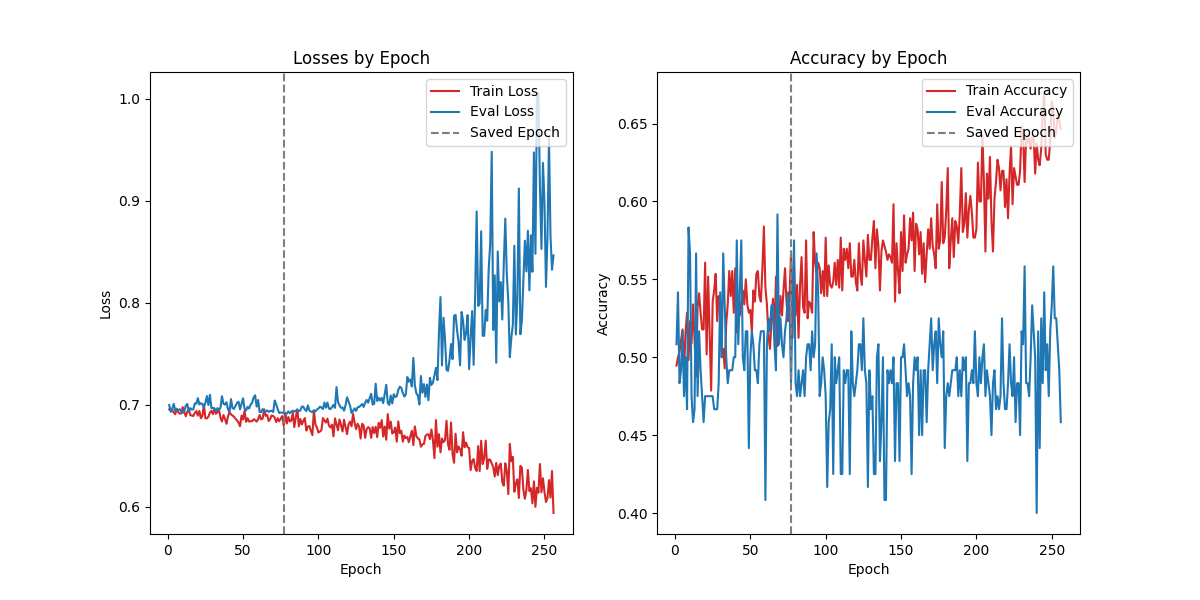 Losses by Epoch
Accuracy by Epoch
Train Loss
Eval Loss
Saved Epoch
Train Accuracy
Eval Accuracy
Saved Epoch
Loss
1.0
0.9
0.8
0.7
0.6
0
50
100
150
200
250
Epoch
Accuracy
0.65
0.60
0.55
0.50
0.45
0.40
0
50
100
150
200
250
Epoch